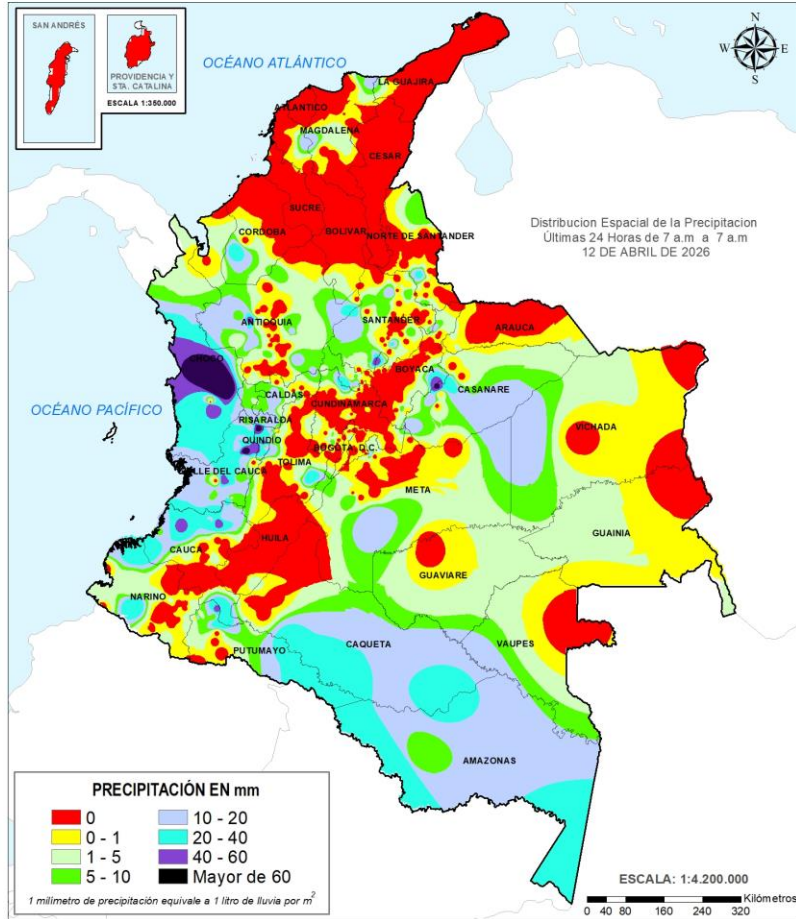 SAN ANDRÉS
PROVIDENCIA Y
STA. CATALINA
ESCALA 1:350.000
OCÉANO ATLÁNTICO
N
W
E
S
LA GUAJIRA
ATLANTICO
MAGDALENA
CESAR
SUCRE
BOLIVAR
CORDOBA
NORTE DE SANTANDER
Distribucion Espacial de la Precipitacion
Últimas 24 Horas de 7 a.m a 7 a.m
12 DE ABRIL DE 2026
ANTIOQUIA
SANTANDER
ARAUCA
CHOCO
BOYACA
CASANARE
OCÉANO PACÍFICO
CALDAS
CUNDINAMARCA
RISARALDA
VICHADA
QUINDIO
BOGOTA D.C.
TOLIMA
VALLE DEL CAUCA
META
GUAINIA
HUILA
CAUCA
GUAVIARE
NARIÑO
CAQUETA
VAUPES
PUTUMAYO
AMAZONAS
PRECIPITACIÓN EN mm
0
10 - 20
0 - 1
20 - 40
1 - 5
40 - 60
5 - 10
Mayor de 60
1 milímetro de precipitación equivale a 1 litro de lluvia por m²
ESCALA: 1:4.200.000
Kilómetros
0 40 80 160 240 320